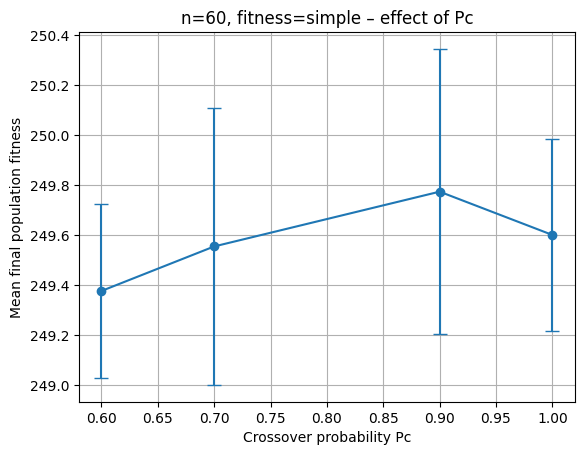 n=60, fitness=simple – effect of Pc
250.4
250.2
250.0
249.8
249.6
249.4
249.2
249.0
Mean final population fitness
0.60 0.65 0.70 0.75 0.80 0.85 0.90 0.95 1.00
Crossover probability Pc